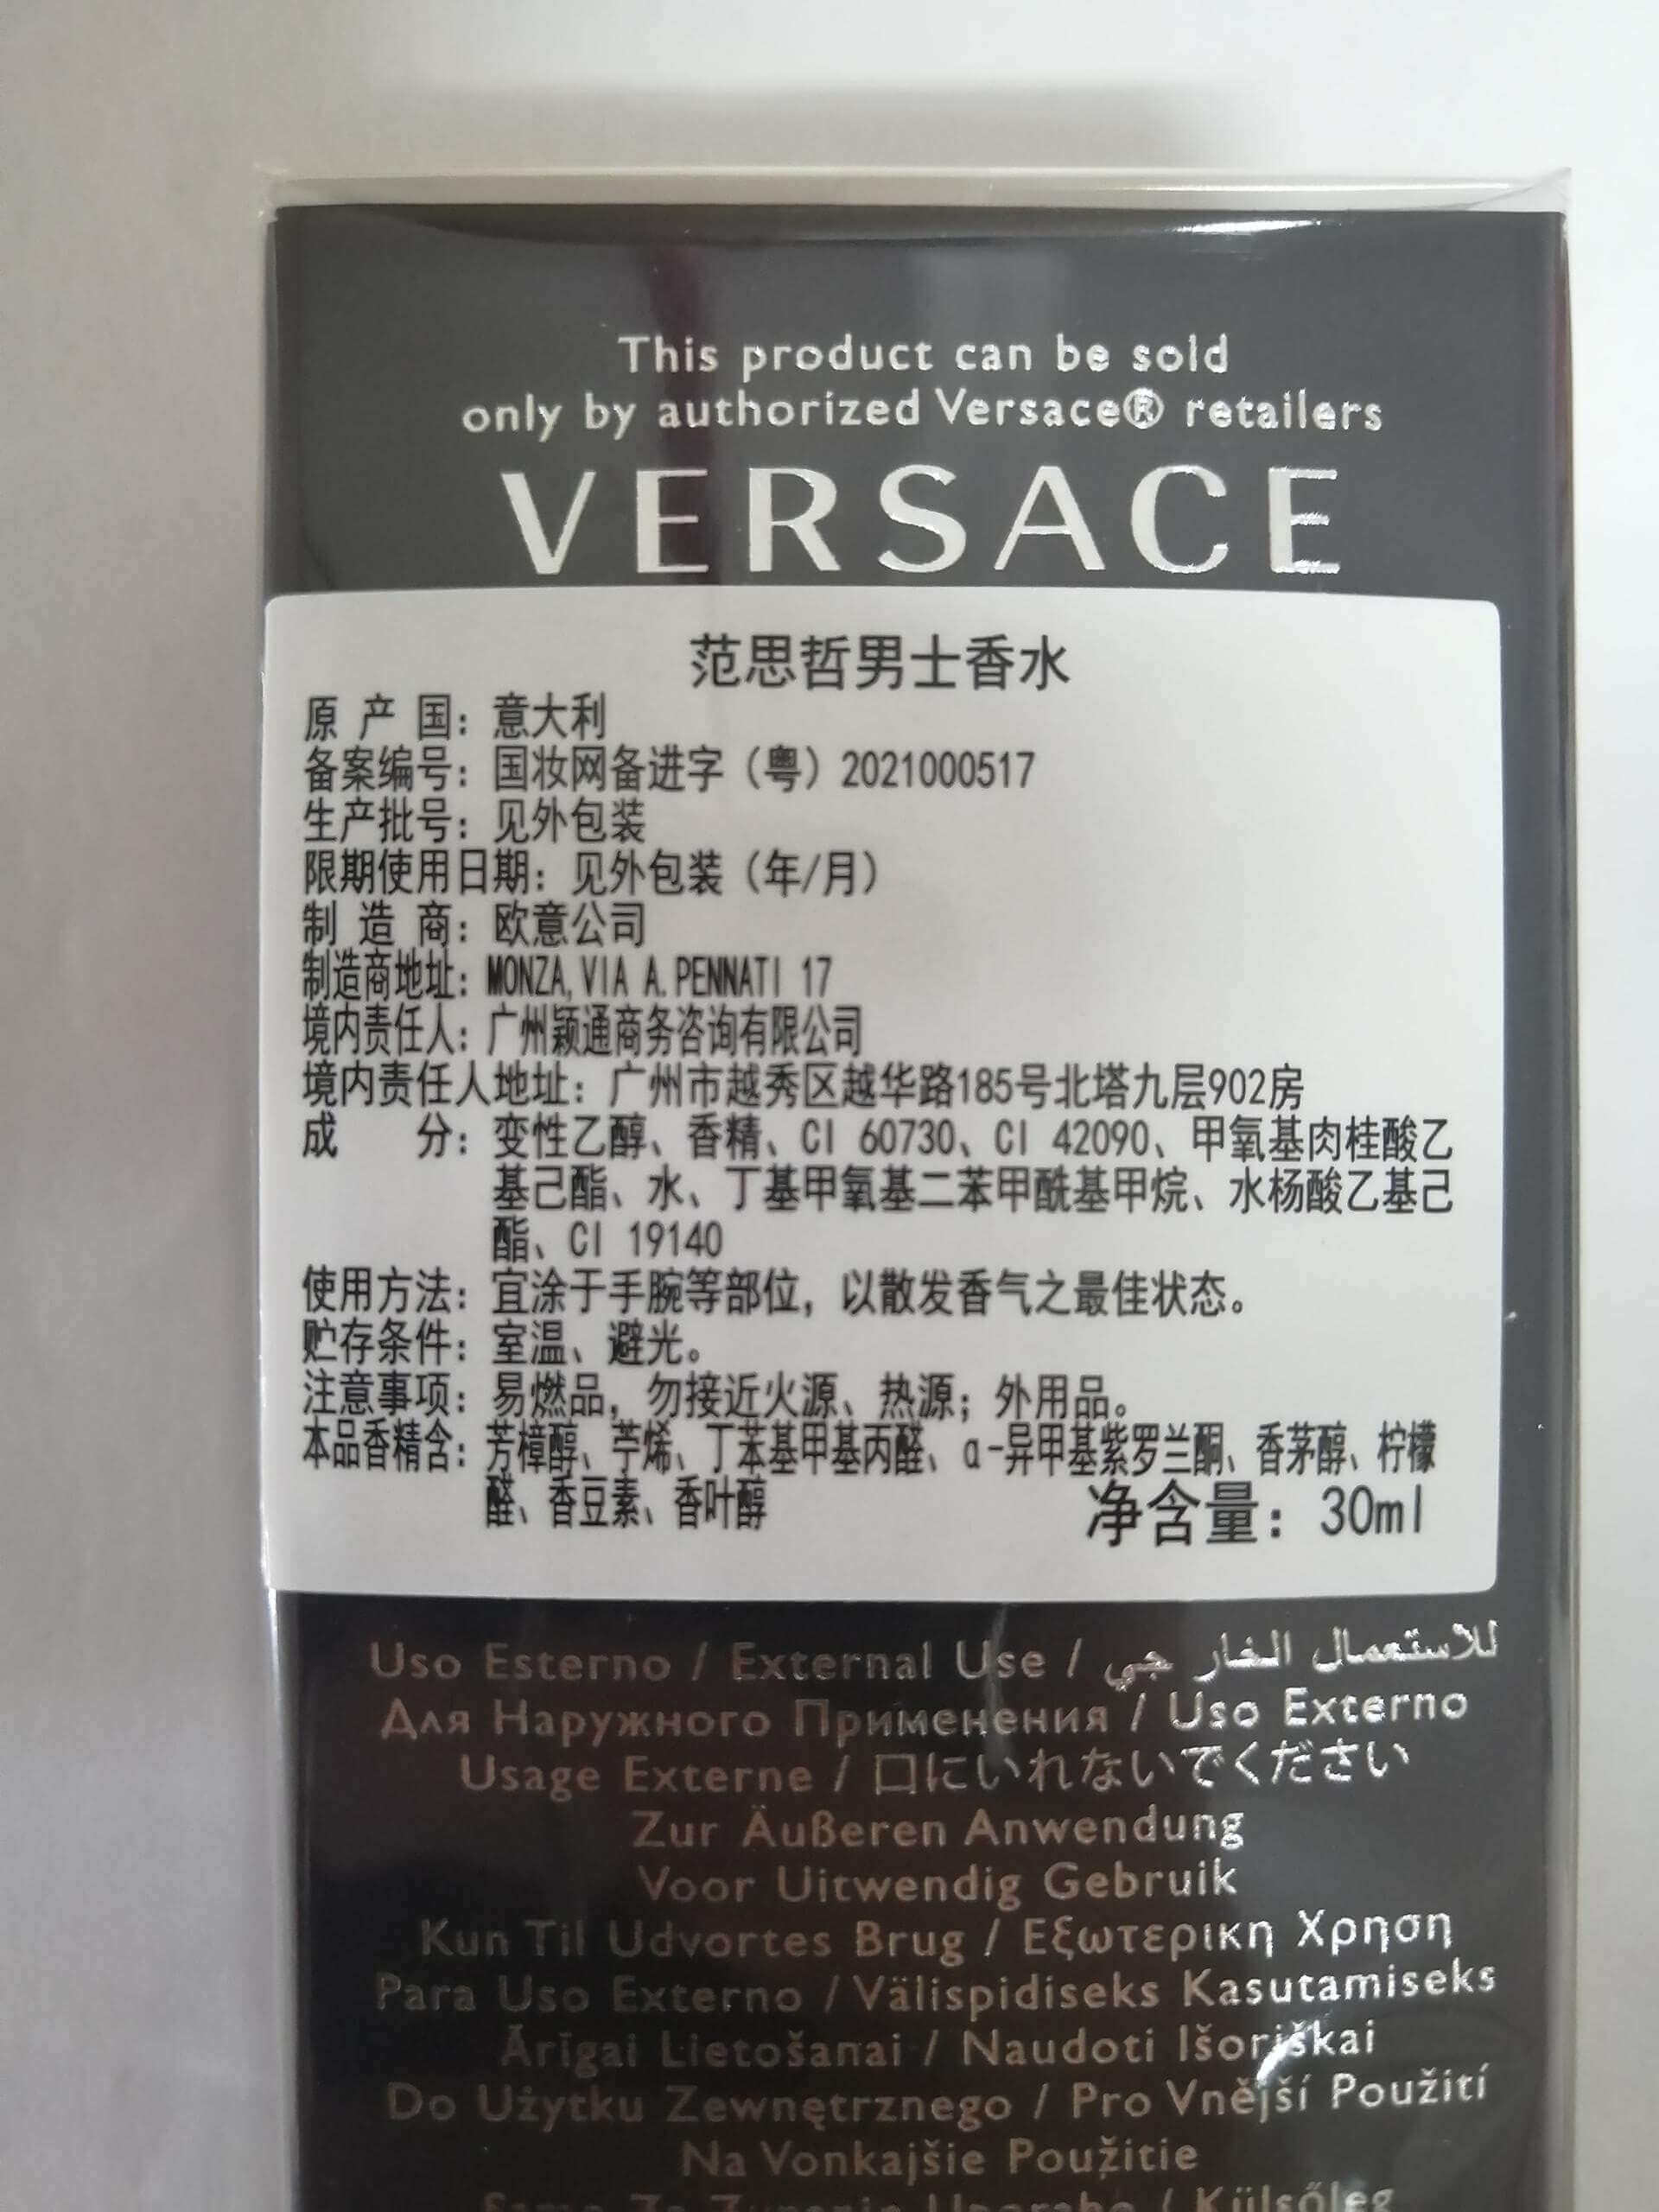 This product can be sold
only by authorized Versace® retailers
VERSACE
范思哲男士香水
原产国：意大利
备案编号：国妆网备进字（粤）2021000517
生产批号：见外包装
限期使用日期：见外包装（年/月）
制造商：欧意公司
制造商地址：MONZA,VIA A.PENNATI 17
境内责任人：广州颖通商务咨询有限公司
境内责任人地址：广州市越秀区越华路185号北塔九层902房
成分：变性乙醇、香精、CI 60730、CI 42090、甲氧基肉桂酸乙
基己酯、水、丁基甲氧基二苯甲酰基甲烷、水杨酸乙基己
酯、CI 19140
使用方法：宜涂于手腕等部位，以散发香气之最佳状态。
贮存条件：室温、避光。
注意事项：易燃品，勿接近火源、热源；外用品。
本品香精含：芳樟醇、苧烯、丁苯基甲基丙醛、α-异甲基紫罗兰酮、香茅醇、柠檬
醛、香豆素、香叶醇
净含量：30ml
Uso Esterno / External Use / للاستعمال الخارجي
Для Наружного Применения / Uso Externo
Usage Externe / 口にいれないでください
Zur Äußeren Anwendung
Voor Uitwendig Gebruik
Kun Til Udvortes Brug / Εξωτερικη Χρηση
Para Uso Externo / Välispidiseks Kasutamiseks
Ārīgai Lietošanai / Naudoti Išoriškai
Do Użytku Zewnętrznego / Pro Vnější Použití
Na Vonkajšie Použitie
Samo Za Zunanjo Uporabo / Külsőleg